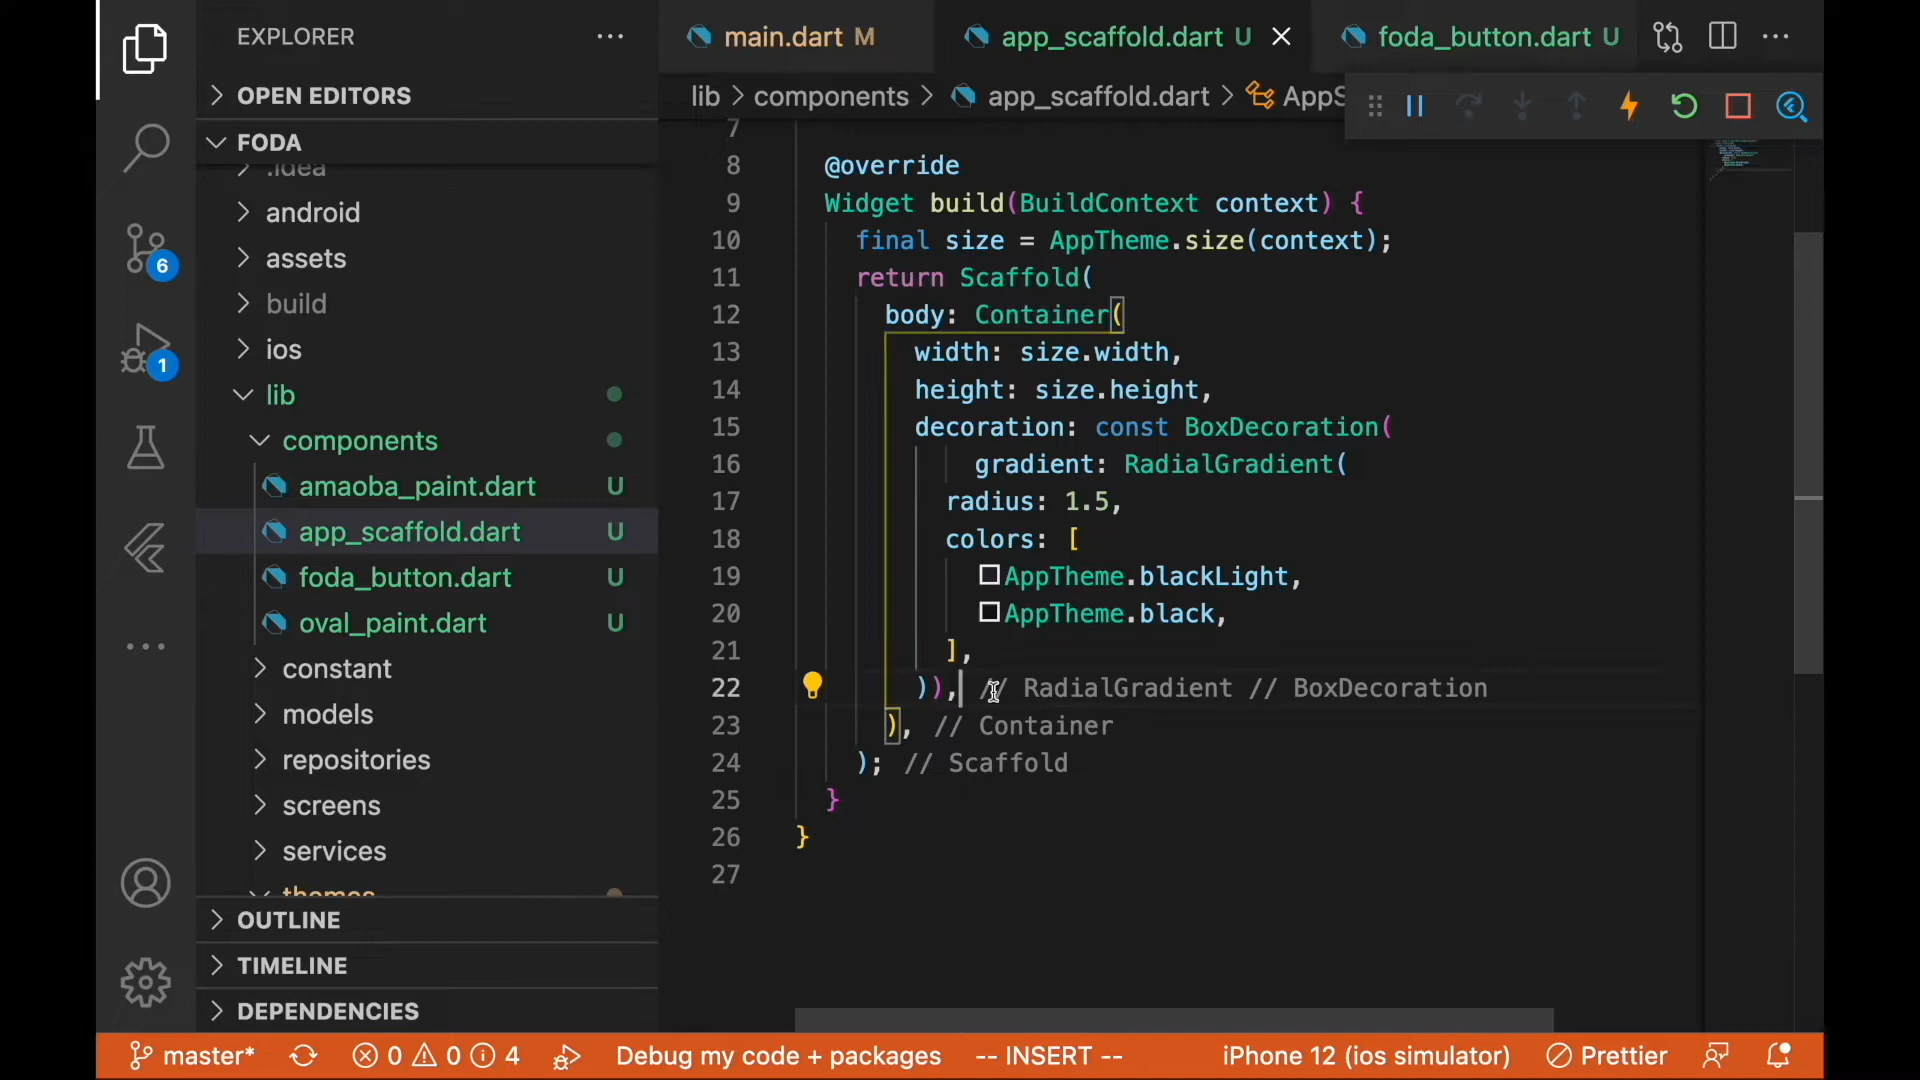 EXPLORER
OPEN EDITORS
FODA
.idea
android
assets
build
ios
lib
components
amaoba_paint.dart U
app_scaffold.dart U
foda_button.dart U
oval_paint.dart U
constant
models
repositories
screens
services
themes
OUTLINE
TIMELINE
DEPENDENCIES
6
1
main.dart M
app_scaffold.dart U
foda_button.dart U
lib > components > app_scaffold.dart > AppS
7
8 @override
9 Widget build(BuildContext context) {
10 final size = AppTheme.size(context);
11 return Scaffold(
12 body: Container(
13 width: size.width,
14 height: size.height,
15 decoration: const BoxDecoration(
16 gradient: RadialGradient(
17 radius: 1.5,
18 colors: [
19 AppTheme.blackLight,
20 AppTheme.black,
21 ],
22 )), // RadialGradient // BoxDecoration
23 ), // Container
24 ); // Scaffold
25 }
26 }
27
master* 0 0 4 Debug my code + packages -- INSERT -- iPhone 12 (ios simulator) Prettier